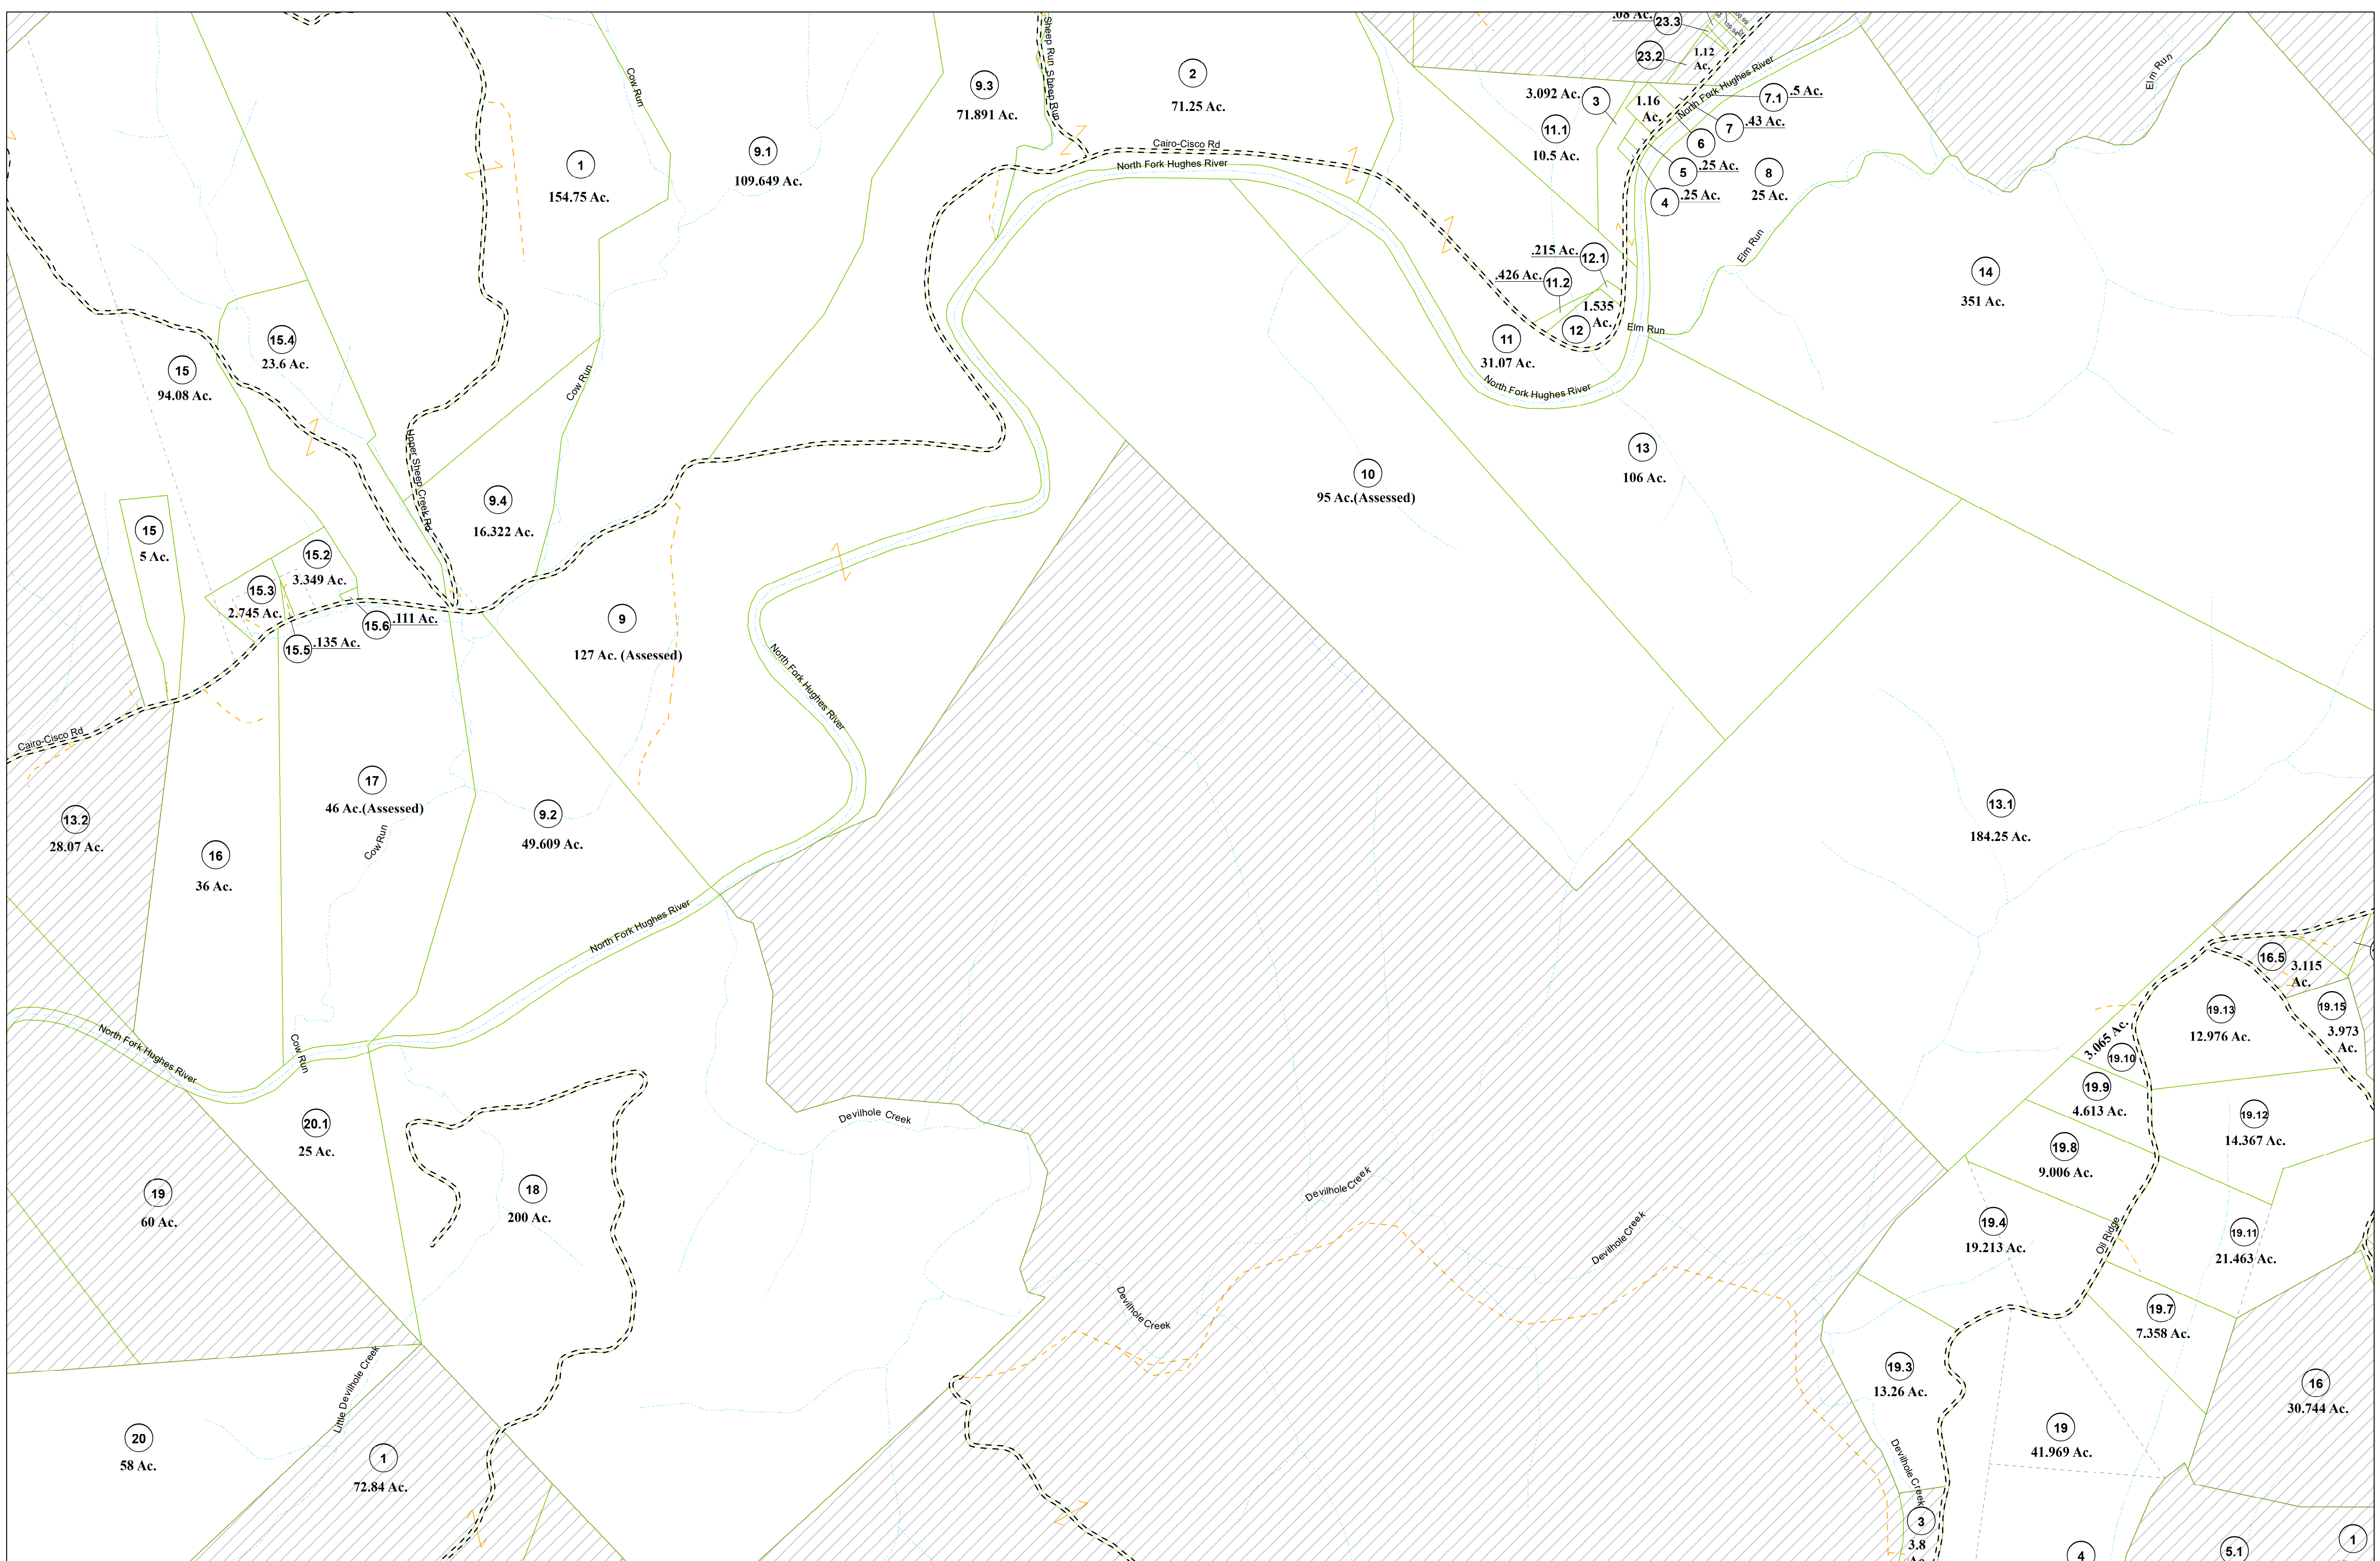 .08 Ac.
23.3
23.2
1.12
Ac.
Sheep Run
Sheep Run
Cow Run
2
71.25 Ac.
9.3
71.891 Ac.
3.092 Ac.
3
1.16
Ac.
North Fork Hughes River
7.1
.5 Ac.
7
.43 Ac.
6
5
.25 Ac.
4
.25 Ac.
8
25 Ac.
Elm Run
11.1
10.5 Ac.
1
154.75 Ac.
9.1
109.649 Ac.
Cairo-Cisco Rd
North Fork Hughes River
.215 Ac.
12.1
.426 Ac.
11.2
1.535
Ac.
12
Elm Run
Elm Run
14
351 Ac.
11
31.07 Ac.
North Fork Hughes River
15.4
23.6 Ac.
15
94.08 Ac.
Cow Run
Upper Sheep Creek Rd
9.4
16.322 Ac.
10
95 Ac.(Assessed)
13
106 Ac.
15
5 Ac.
15.2
3.349 Ac.
15.3
2.745 Ac.
15.6
.111 Ac.
15.5
.135 Ac.
9
127 Ac. (Assessed)
North Fork Hughes River
Cairo-Cisco Rd
17
46 Ac.(Assessed)
Cow Run
9.2
49.609 Ac.
13.2
28.07 Ac.
16
36 Ac.
13.1
184.25 Ac.
North Fork Hughes River
16.5
3.115
Ac.
19.13
12.976 Ac.
19.15
3.973
Ac.
3.065 Ac.
19.10
19.9
4.613 Ac.
19.12
14.367 Ac.
19.8
9.006 Ac.
North Fork Hughes River
Cow Run
20.1
25 Ac.
Devilhole Creek
18
200 Ac.
19
60 Ac.
Devilhole Creek
Devilhole Creek
Devilhole Creek
19.4
19.213 Ac.
Oil Ridge
19.11
21.463 Ac.
19.7
7.358 Ac.
19.3
13.26 Ac.
16
30.744 Ac.
19
41.969 Ac.
Little Devilhole Creek
20
58 Ac.
1
72.84 Ac.
Devilhole Creek
3
3.8
4
5.1
1